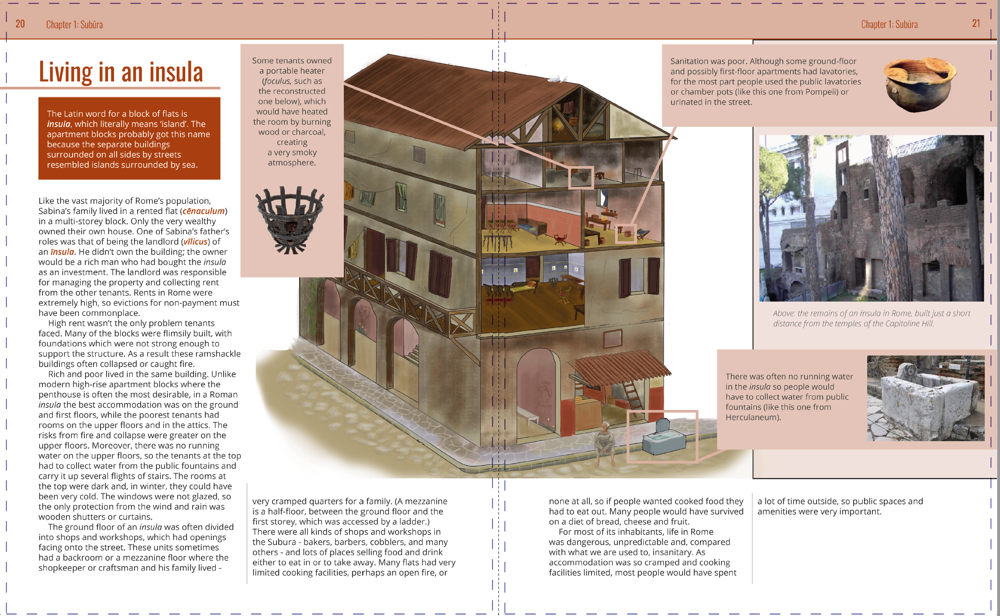 20
Chapter 1: Subūra
Chapter 1: Subūra
21
Living in an insula
The Latin word for a block of flats is
insula, which literally means ‘island’. The
apartment blocks probably got this name
because the separate buildings
surrounded on all sides by streets
resembled islands surrounded by sea.
Like the vast majority of Rome’s population,
Sabina’s family lived in a rented flat (cēnaculum)
in a multi-storey block. Only the very wealthy
owned their own house. One of Sabina’s father’s
roles was that of being the landlord (vīlicus) of
an īnsula. He didn’t own the building; the owner
would be a rich man who had bought the insula
as an investment. The landlord was responsible
for managing the property and collecting rent
from the other tenants. Rents in Rome were
extremely high, so evictions for non-payment must
have been commonplace.
High rent wasn’t the only problem tenants
faced. Many of the blocks were flimsily built, with
foundations which were not strong enough to
support the structure. As a result these ramshackle
buildings often collapsed or caught fire.
Rich and poor lived in the same building. Unlike
modern high-rise apartment blocks where the
penthouse is often the most desirable, in a Roman
insula the best accommodation was on the ground
and first floors, while the poorest tenants had
rooms on the upper floors and in the attics. The
risks from fire and collapse were greater on the
upper floors. Moreover, there was no running
water on the upper floors, so the tenants at the top
had to collect water from the public fountains and
carry it up several flights of stairs. The rooms at
the top were dark and, in winter, they could have
been very cold. The windows were not glazed, so
the only protection from the wind and rain was
wooden shutters or curtains.
The ground floor of an insula was often divided
into shops and workshops, which had openings
facing onto the street. These units sometimes
had a backroom or a mezzanine floor where the
shopkeeper or craftsman and his family lived -
very cramped quarters for a family. (A mezzanine
is a half-floor, between the ground floor and the
first storey, which was accessed by a ladder.)
There were all kinds of shops and workshops in
the Subura - bakers, barbers, cobblers, and many
others - and lots of places selling food and drink
either to eat in or to take away. Many flats had very
limited cooking facilities, perhaps an open fire, or
none at all, so if people wanted cooked food they
had to eat out. Many people would have survived
on a diet of bread, cheese and fruit.
For most of its inhabitants, life in Rome
was dangerous, unpredictable and, compared
with what we are used to, insanitary. As
accommodation was so cramped and cooking
facilities limited, most people would have spent
a lot of time outside, so public spaces and
amenities were very important.
Some tenants owned
a portable heater
(foculus, such as
the reconstructed
one below), which
would have heated
the room by burning
wood or charcoal,
creating
a very smoky
atmosphere.
Sanitation was poor. Although some ground-floor
and possibly first-floor apartments had lavatories,
for the most part people used the public lavatories
or chamber pots (like this one from Pompeii) or
urinated in the street.
Above: the remains of an insula in Rome, built just a short
distance from the temples of the Capitoline Hill.
There was often no running water
in the insula so people would
have to collect water from public
fountains (like this one from
Herculaneum).